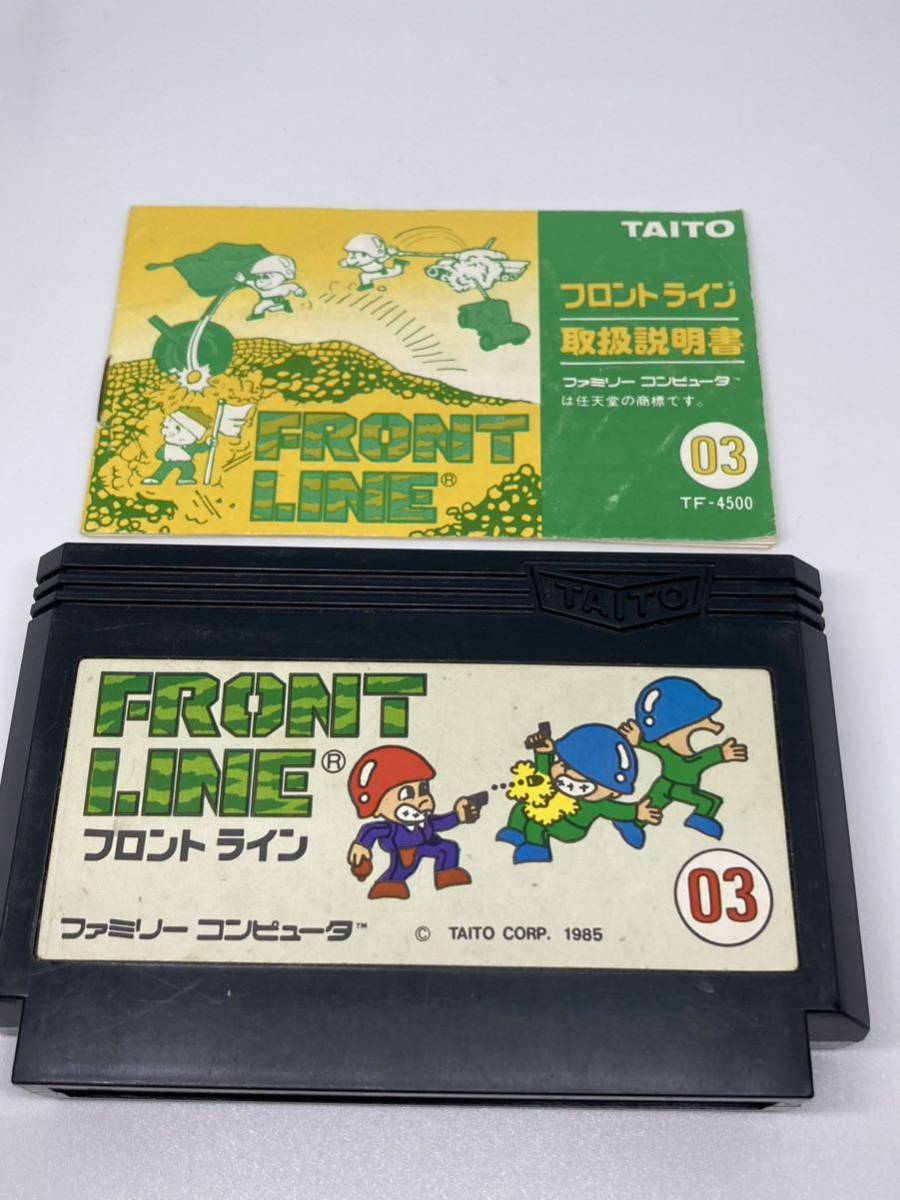 TAITO
フロント ライン
取扱説明書
ファミリー コンピュータ™
は任天堂の商標です。
03
TF-4500
FRONT
LINE®
TAITO
FRONT
LINE®
フロント ライン
ファミリー コンピュータ™
© TAITO CORP. 1985
03